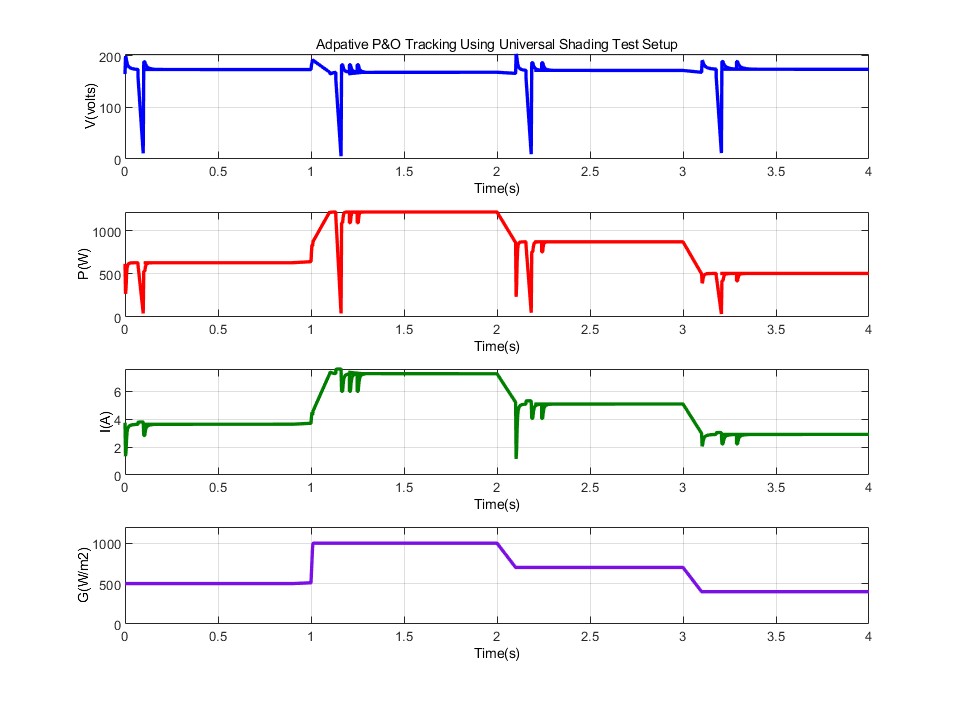 Adpative P&O Tracking Using Universal Shading Test Setup
V(volts)
200
100
0
0 0.5 1 1.5 2 2.5 3 3.5 4
Time(s)
P(W)
1000
500
0
0 0.5 1 1.5 2 2.5 3 3.5 4
Time(s)
I(A)
6
4
2
0
0 0.5 1 1.5 2 2.5 3 3.5 4
Time(s)
G(W/m2)
1000
500
0
0 0.5 1 1.5 2 2.5 3 3.5 4
Time(s)